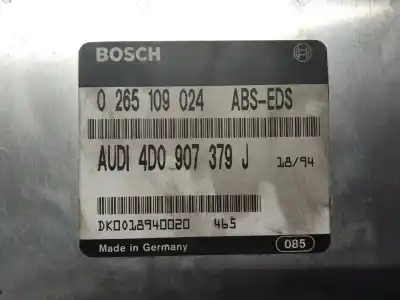 BOSCH
0 265 109 024 ABS-EDS
AUDI 4D0 907 379 J 18/94
DK0018940020 465
Made in Germany 085